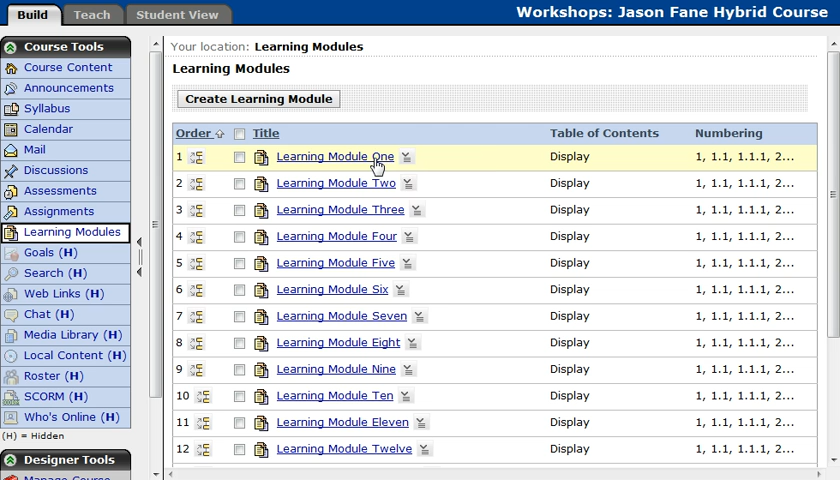 Build Teach Student View Workshops: Jason Fane Hybrid Course
Course Tools
Course Content
Announcements
Syllabus
Calendar
Mail
Discussions
Assessments
Assignments
Learning Modules
Goals (H)
Search (H)
Web Links (H)
Chat (H)
Media Library (H)
Local Content (H)
Roster (H)
SCORM (H)
Who's Online (H)
(H) = Hidden
Designer Tools
Manage Course
Your location: Learning Modules
Learning Modules
Create Learning Module
Order Title Table of Contents Numbering
1 Learning Module One Display 1, 1.1, 1.1.1, 2...
2 Learning Module Two Display 1, 1.1, 1.1.1, 2...
3 Learning Module Three Display 1, 1.1, 1.1.1, 2...
4 Learning Module Four Display 1, 1.1, 1.1.1, 2...
5 Learning Module Five Display 1, 1.1, 1.1.1, 2...
6 Learning Module Six Display 1, 1.1, 1.1.1, 2...
7 Learning Module Seven Display 1, 1.1, 1.1.1, 2...
8 Learning Module Eight Display 1, 1.1, 1.1.1, 2...
9 Learning Module Nine Display 1, 1.1, 1.1.1, 2...
10 Learning Module Ten Display 1, 1.1, 1.1.1, 2...
11 Learning Module Eleven Display 1, 1.1, 1.1.1, 2...
12 Learning Module Twelve Display 1, 1.1, 1.1.1, 2...